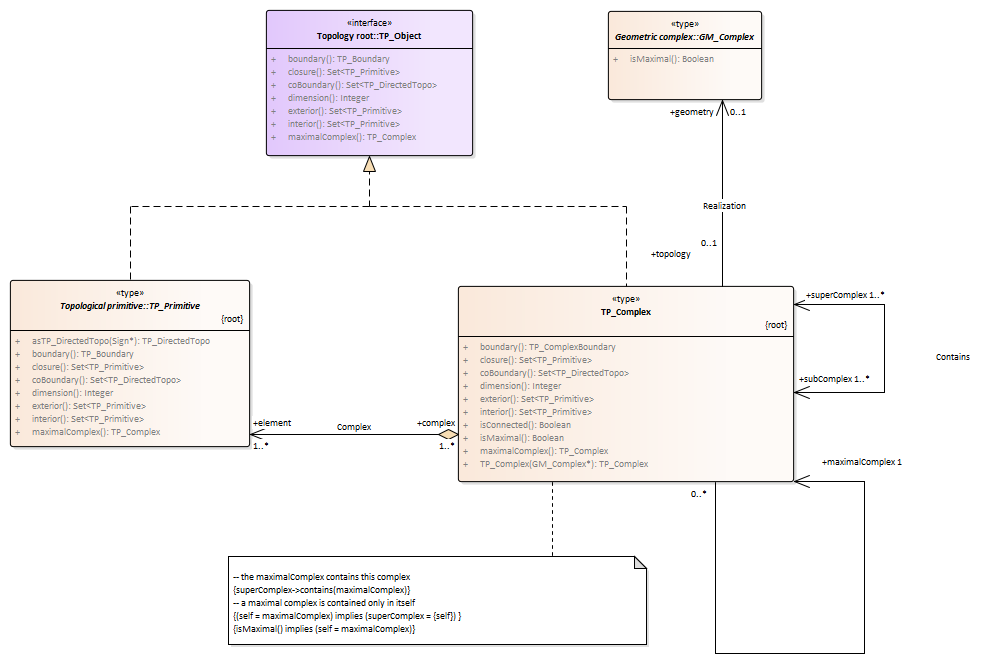 «interface»
Topology root::TP_Object
+ boundary(): TP_Boundary
+ closure(): Set<TP_Primitive>
+ coBoundary(): Set<TP_DirectedTopo>
+ dimension(): Integer
+ exterior(): Set<TP_Primitive>
+ interior(): Set<TP_Primitive>
+ maximalComplex(): TP_Complex
«type»
Geometric complex::GM_Complex
+ isMaximal(): Boolean
+geometry 0..1
Realization
0..1
+topology
«type»
Topological primitive::TP_Primitive
{root}
+ asTP_DirectedTopo(Sign*): TP_DirectedTopo
+ boundary(): TP_Boundary
+ closure(): Set<TP_Primitive>
+ coBoundary(): Set<TP_DirectedTopo>
+ dimension(): Integer
+ exterior(): Set<TP_Primitive>
+ interior(): Set<TP_Primitive>
+ maximalComplex(): TP_Complex
«type»
TP_Complex
{root}
+ boundary(): TP_ComplexBoundary
+ closure(): Set<TP_Primitive>
+ coBoundary(): Set<TP_DirectedTopo>
+ dimension(): Integer
+ exterior(): Set<TP_Primitive>
+ interior(): Set<TP_Primitive>
+ isConnected(): Boolean
+ isMaximal(): Boolean
+ maximalComplex(): TP_Complex
+ TP_Complex(GM_Complex*): TP_Complex
+superComplex 1..*
Contains
+subComplex 1..*
+element
Complex
+complex
1..*
1..*
+maximalComplex 1
0..*
-- the maximalComplex contains this complex
{superComplex->contains(maximalComplex)}
-- a maximal complex is contained only in itself
{(self = maximalComplex) implies (superComplex = {self}) }
{isMaximal() implies (self = maximalComplex)}